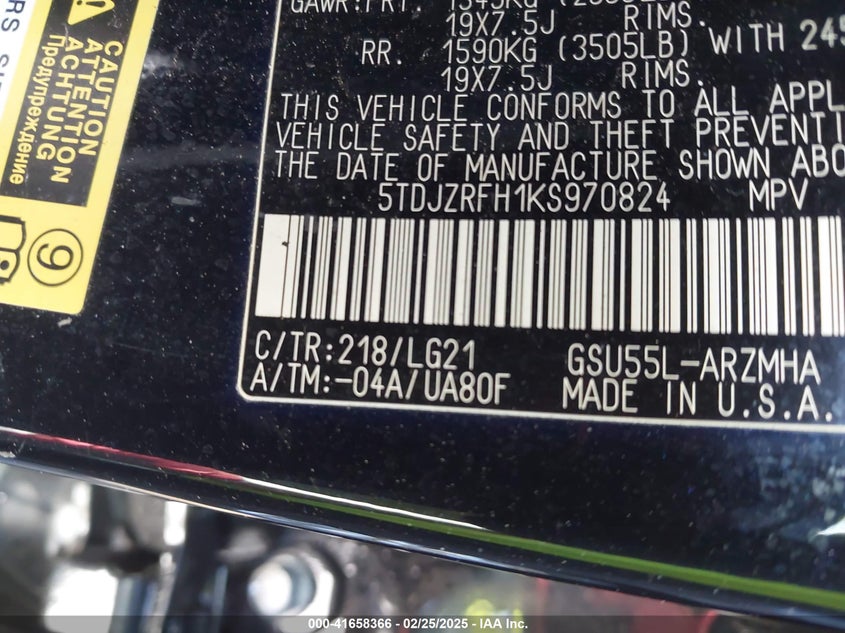 19X7.5J RIMS.
RR. 1590KG (3505LB) WITH 245
19X7.5J RIMS.
THIS VEHICLE CONFORMS TO ALL APPL
VEHICLE SAFETY AND THEFT PREVENTI
THE DATE OF MANUFACTURE SHOWN ABO
5TDJZRFH1KS970824 MPV
C/TR:218/LG21 GSU55L-ARZMHA
A/TM:-04A/UA80F MADE IN U.S.A.
CAUTION
ATTENTION
ACHTUNG
Предупреждение
9
000-41658366 - 02/25/2025 - IAA Inc.